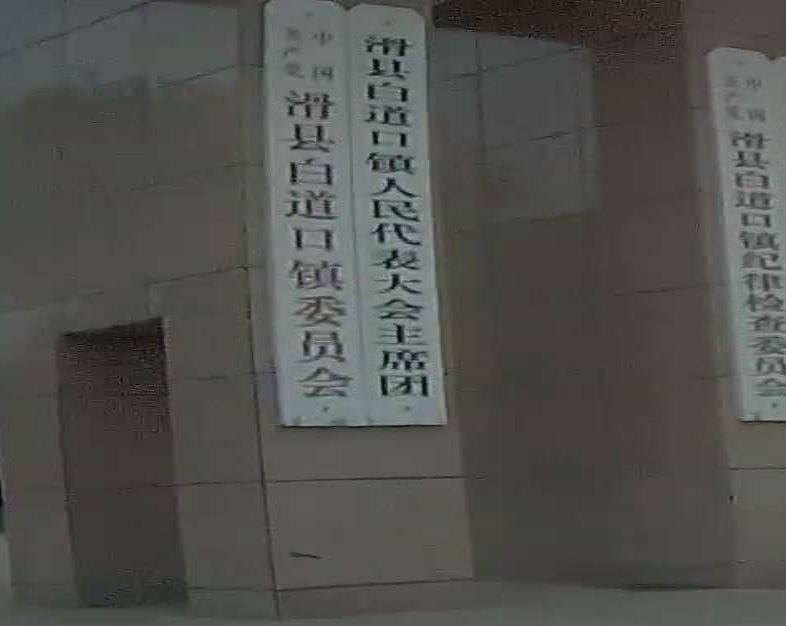 中国
共产党
滑县白道口镇委员会
滑县白道口镇人民代表大会主席团
中国
共产党
滑县白道口镇纪律检查委员会